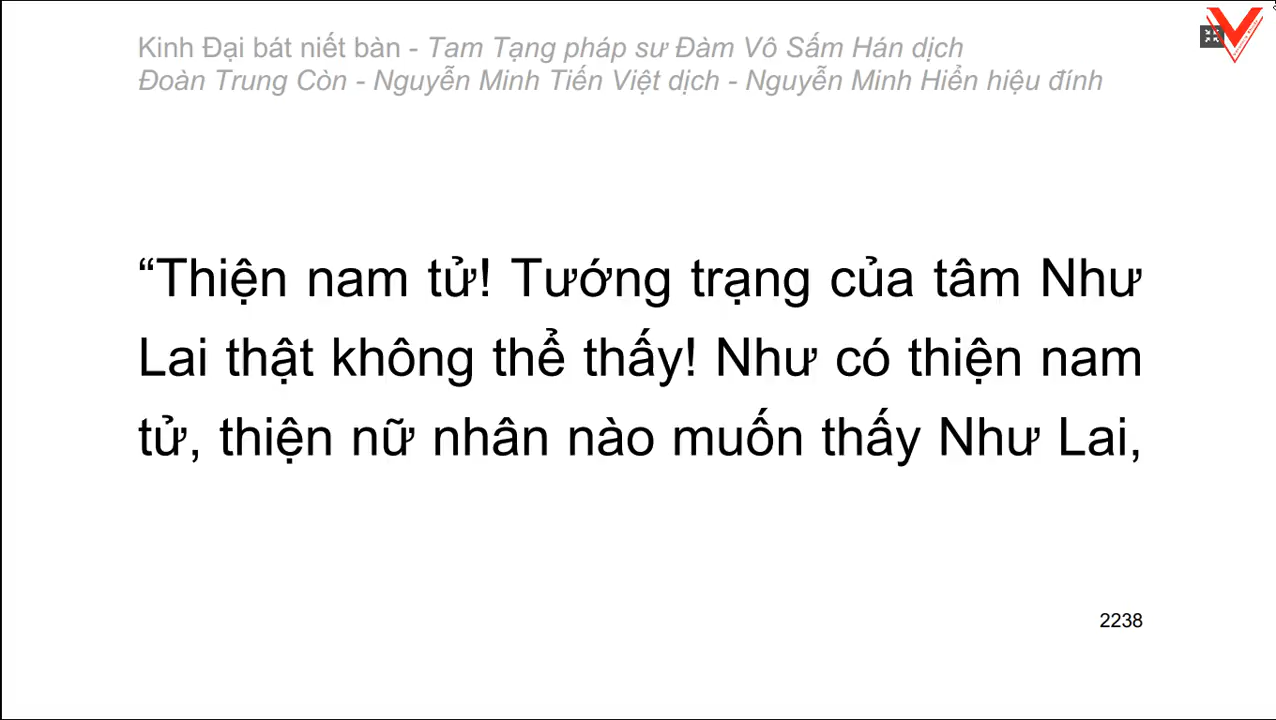 Kinh Đại bát niết bàn - Tam Tạng pháp sư Đàm Vô Sấm Hán dịch
Đoàn Trung Còn - Nguyễn Minh Tiến Việt dịch - Nguyễn Minh Hiển hiệu đính
“Thiện nam tử! Tướng trạng của tâm Như
Lai thật không thể thấy! Như có thiện nam
tử, thiện nữ nhân nào muốn thấy Như Lai,
2238